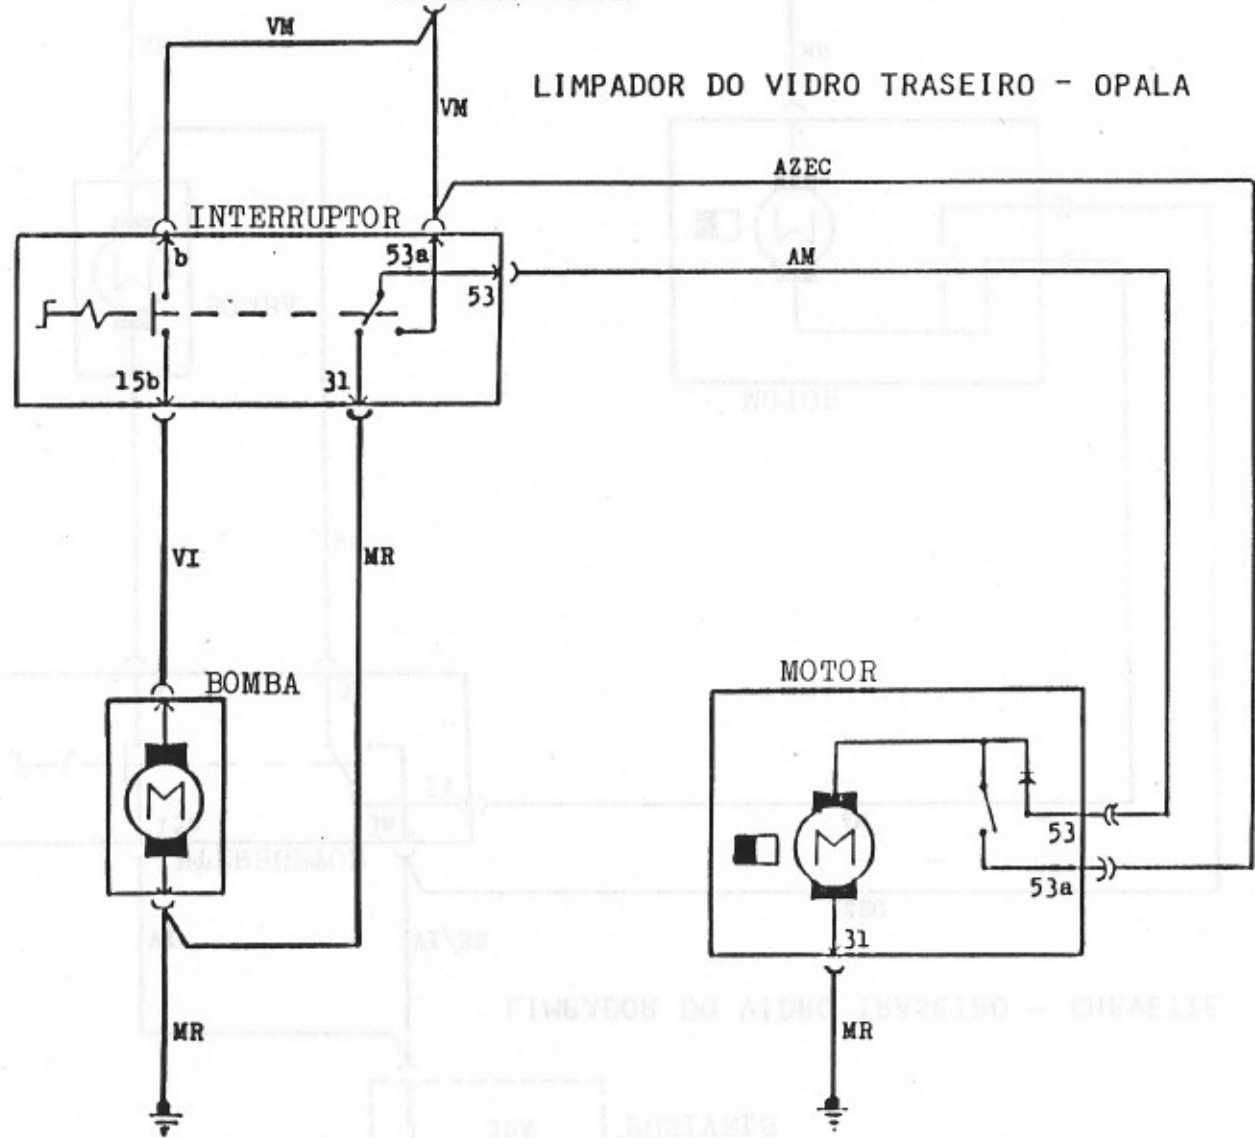 VM
LIMPADOR DO VIDRO TRASEIRO - OPALA
VM
AZEC
INTERRUPTOR
b
53a
AM
53
15b
31
VI
MR
BOMBA
MOTOR
53
53a
31
MR
MR